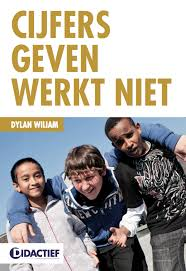 CIJFERS
GEVEN
WERKT NIET
DYLAN WILIAM
DIDACTIEF